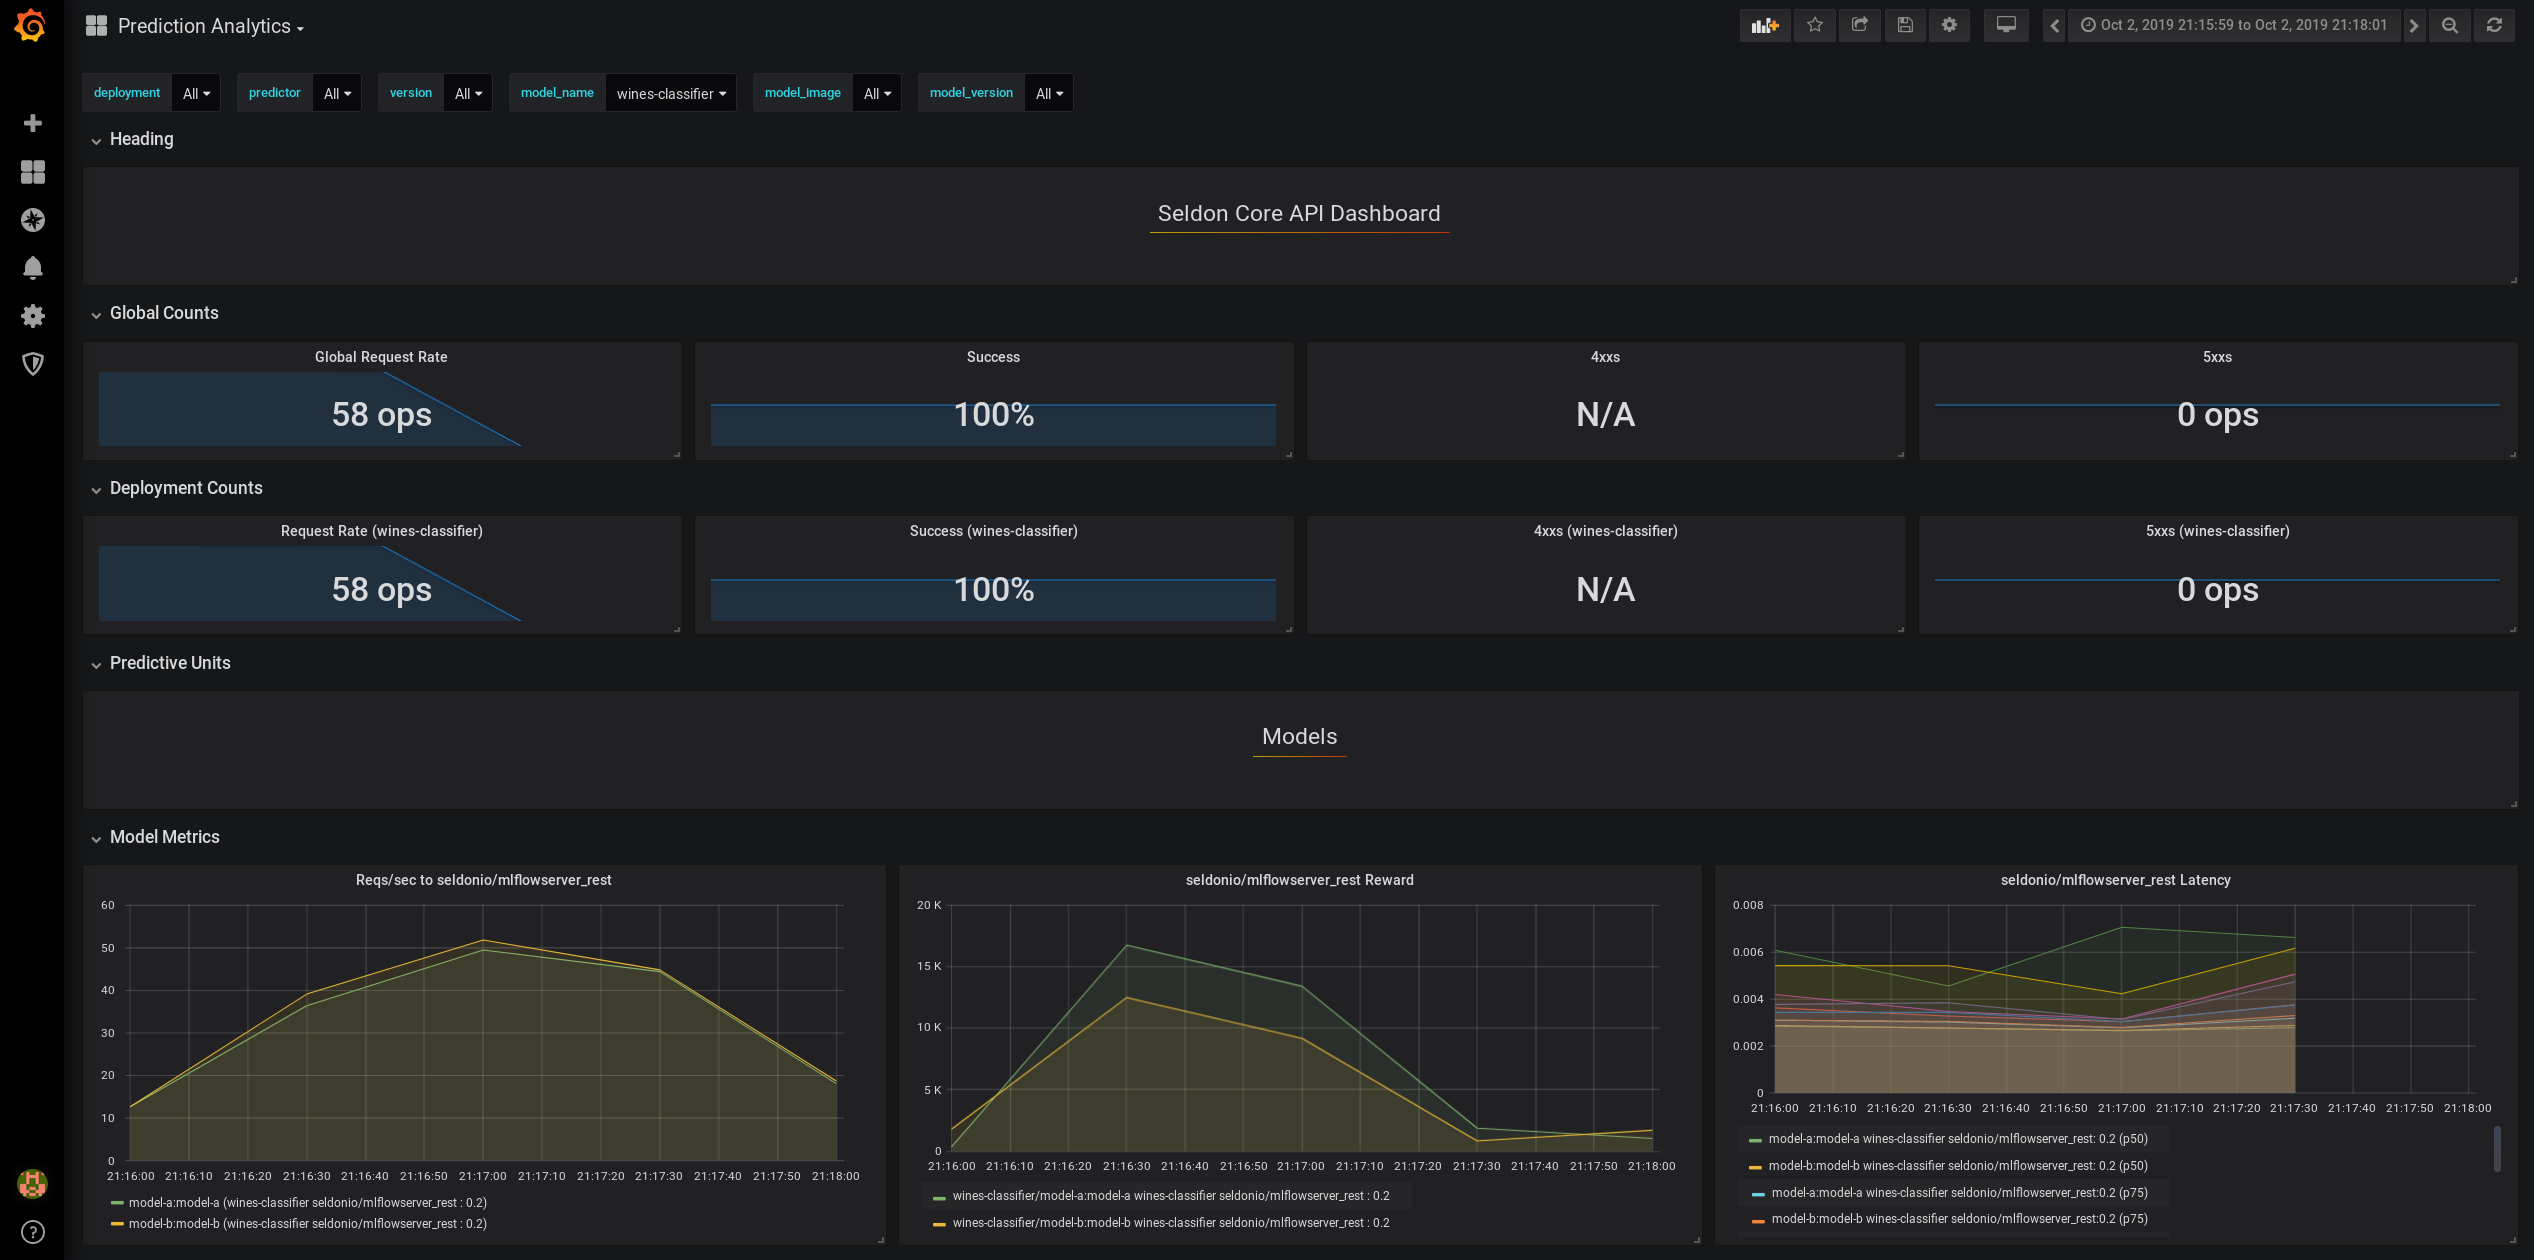 Prediction Analytics
Oct 2, 2019 21:15:59 to Oct 2, 2019 21:18:01
deployment All predictor All version All model_name wines-classifier model_image All model_version All
Heading
Seldon Core API Dashboard
Global Counts
Global Request Rate
58 ops
Success
100%
4xxs
N/A
5xxs
0 ops
Deployment Counts
Request Rate (wines-classifier)
58 ops
Success (wines-classifier)
100%
4xxs (wines-classifier)
N/A
5xxs (wines-classifier)
0 ops
Predictive Units
Models
Model Metrics
Reqs/sec to seldonio/mlflowserver_rest
60
50
40
30
20
10
0
21:16:00 21:16:10 21:16:20 21:16:30 21:16:40 21:16:50 21:17:00 21:17:10 21:17:20 21:17:30 21:17:40 21:17:50 21:18:00
model-a:model-a (wines-classifier seldonio/mlflowserver_rest : 0.2)
model-b:model-b (wines-classifier seldonio/mlflowserver_rest : 0.2)
seldonio/mlflowserver_rest Reward
20 K
15 K
10 K
5 K
0
21:16:00 21:16:10 21:16:20 21:16:30 21:16:40 21:16:50 21:17:00 21:17:10 21:17:20 21:17:30 21:17:40 21:17:50 21:18:00
wines-classifier/model-a:model-a wines-classifier seldonio/mlflowserver_rest : 0.2
wines-classifier/model-b:model-b wines-classifier seldonio/mlflowserver_rest : 0.2
seldonio/mlflowserver_rest Latency
0.008
0.006
0.004
0.002
0
21:16:00 21:16:10 21:16:20 21:16:30 21:16:40 21:16:50 21:17:00 21:17:10 21:17:20 21:17:30 21:17:40 21:17:50 21:18:00
model-a:model-a wines-classifier seldonio/mlflowserver_rest: 0.2 (p50)
model-b:model-b wines-classifier seldonio/mlflowserver_rest: 0.2 (p50)
model-a:model-a wines-classifier seldonio/mlflowserver_rest:0.2 (p75)
model-b:model-b wines-classifier seldonio/mlflowserver_rest:0.2 (p75)